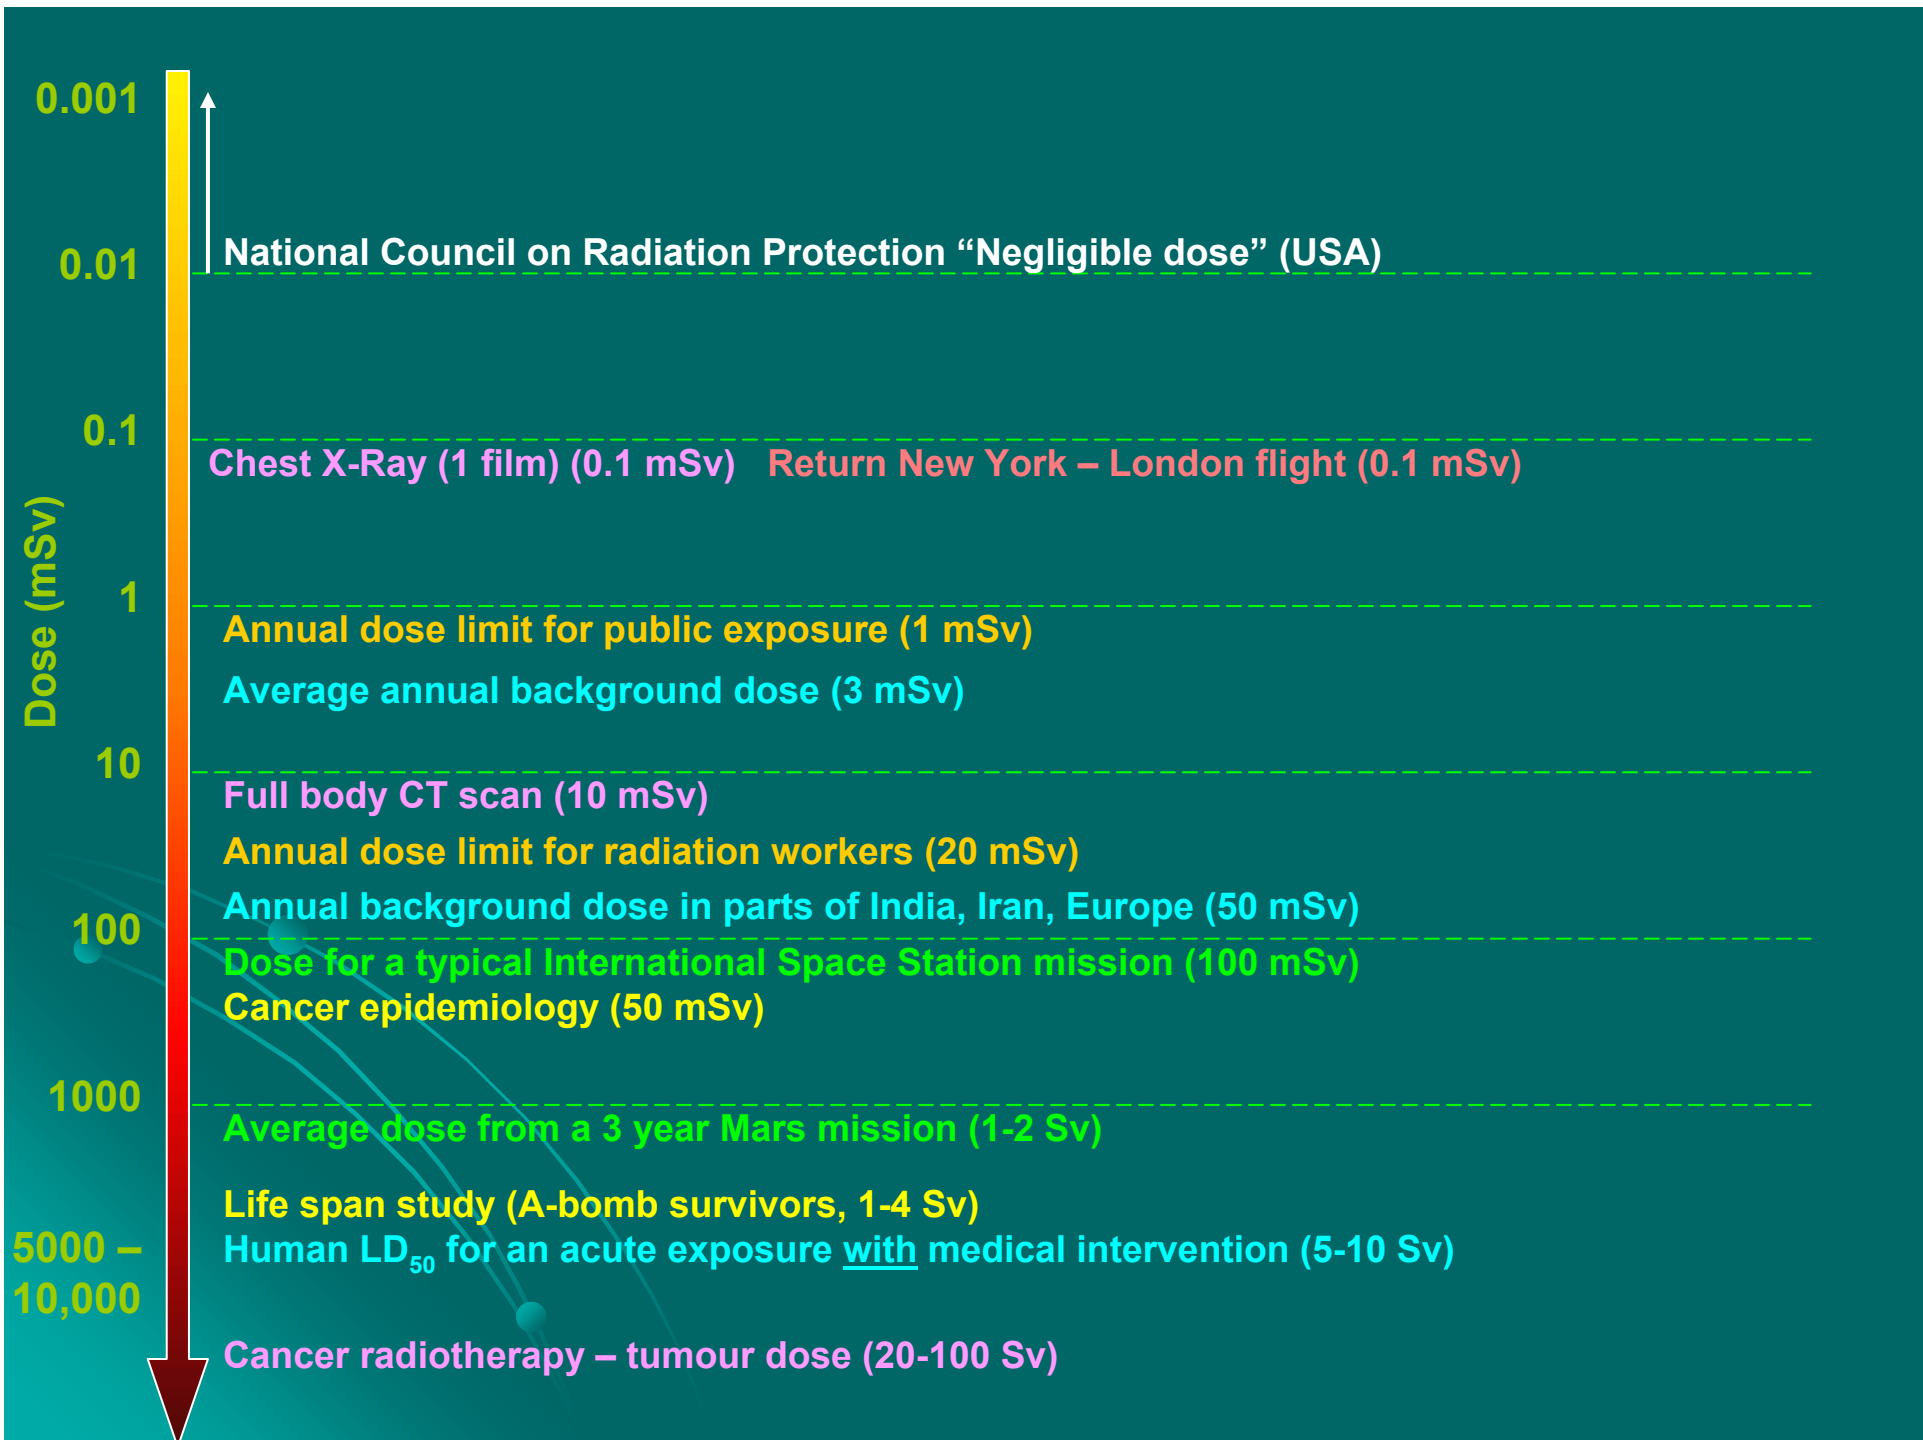 0.001
National Council on Radiation Protection “Negligible dose” (USA)
0.01
0.1
Chest X-Ray (1 film) (0.1 mSv) Return New York – London flight (0.1 mSv)
Dose (mSv)
1
Annual dose limit for public exposure (1 mSv)
Average annual background dose (3 mSv)
10
Full body CT scan (10 mSv)
Annual dose limit for radiation workers (20 mSv)
Annual background dose in parts of India, Iran, Europe (50 mSv)
100
Dose for a typical International Space Station mission (100 mSv)
Cancer epidemiology (50 mSv)
1000
Average dose from a 3 year Mars mission (1-2 Sv)
Life span study (A-bomb survivors, 1-4 Sv)
5000 –
10,000
Human LD50 for an acute exposure with medical intervention (5-10 Sv)
Cancer radiotherapy – tumour dose (20-100 Sv)